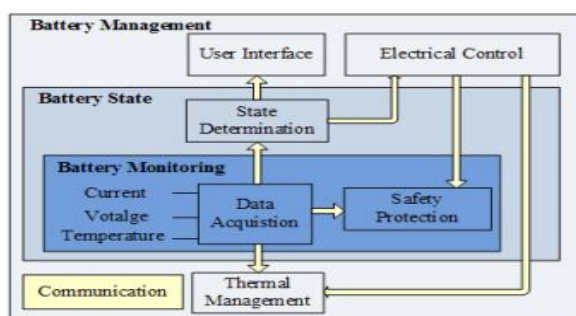 Battery Management
User Interface
Electrical Control
Battery State
State
Determination
Battery Monitoring
Current
Votalge
Temperature
Data
Acquistion
Safety
Protection
Communication
Thermal
Management